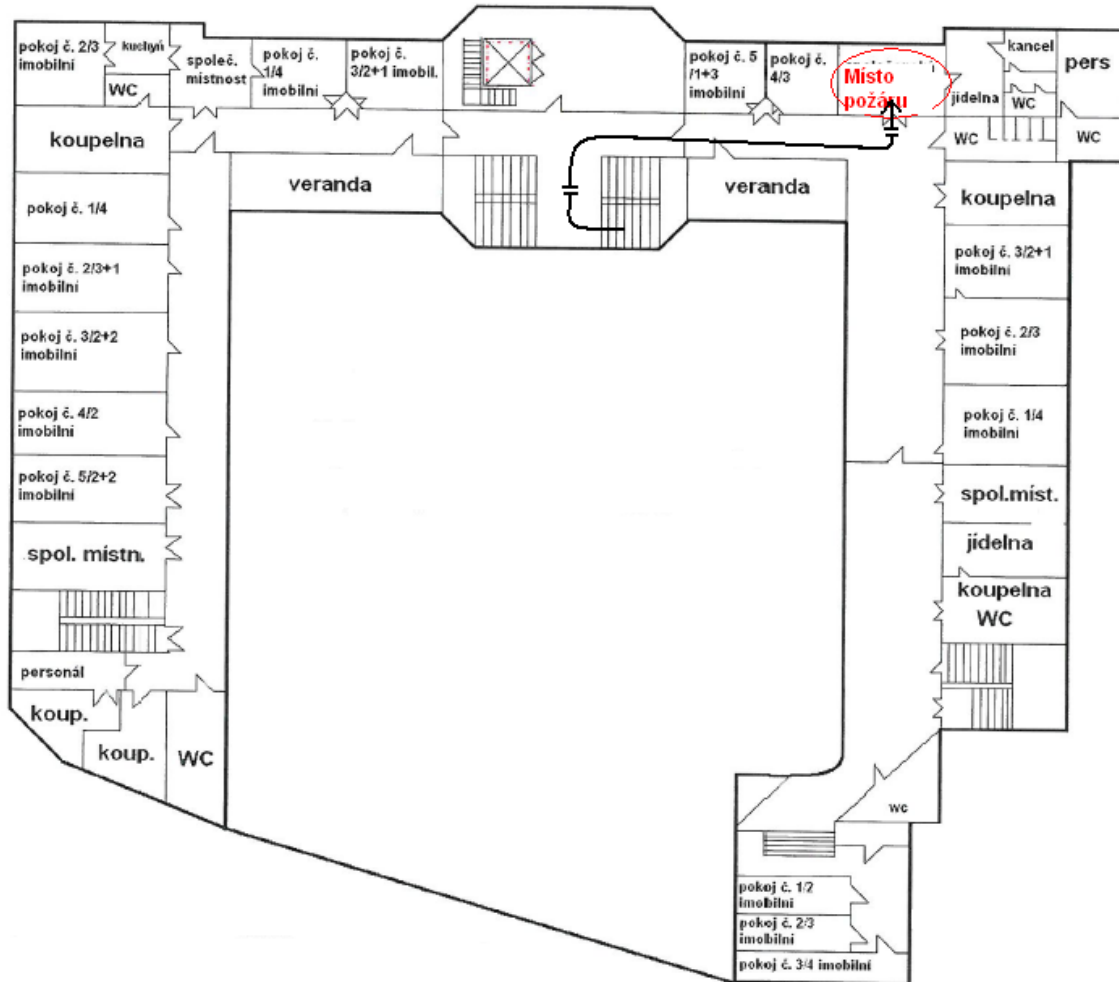 pokoj č. 2/3
imobilní
kuchyň
WC
společ.
místnost
pokoj č.
1/4
imobilní
pokoj č.
3/2+1 imobil.
pokoj č. 5
/1+3
imobilní
pokoj č.
4/3
Místo
požáru
jídelna
kancel
WC
pers
WC
WC
koupelna
veranda
veranda
koupelna
pokoj č. 1/4
pokoj č. 2/3+1
imobilní
pokoj č. 3/2+2
imobilní
pokoj č. 4/2
imobilní
pokoj č. 5/2+2
imobilní
spol. místn.
personál
koup.
koup.
WC
pokoj č. 3/2+1
imobilní
pokoj č. 2/3
imobilní
pokoj č. 1/4
imobilní
spol.míst.
jídelna
koupelna
WC
wc
pokoj č. 1/2
imolbilní
pokoj č. 2/3
imolbilní
pokoj č. 3/4 imobilní